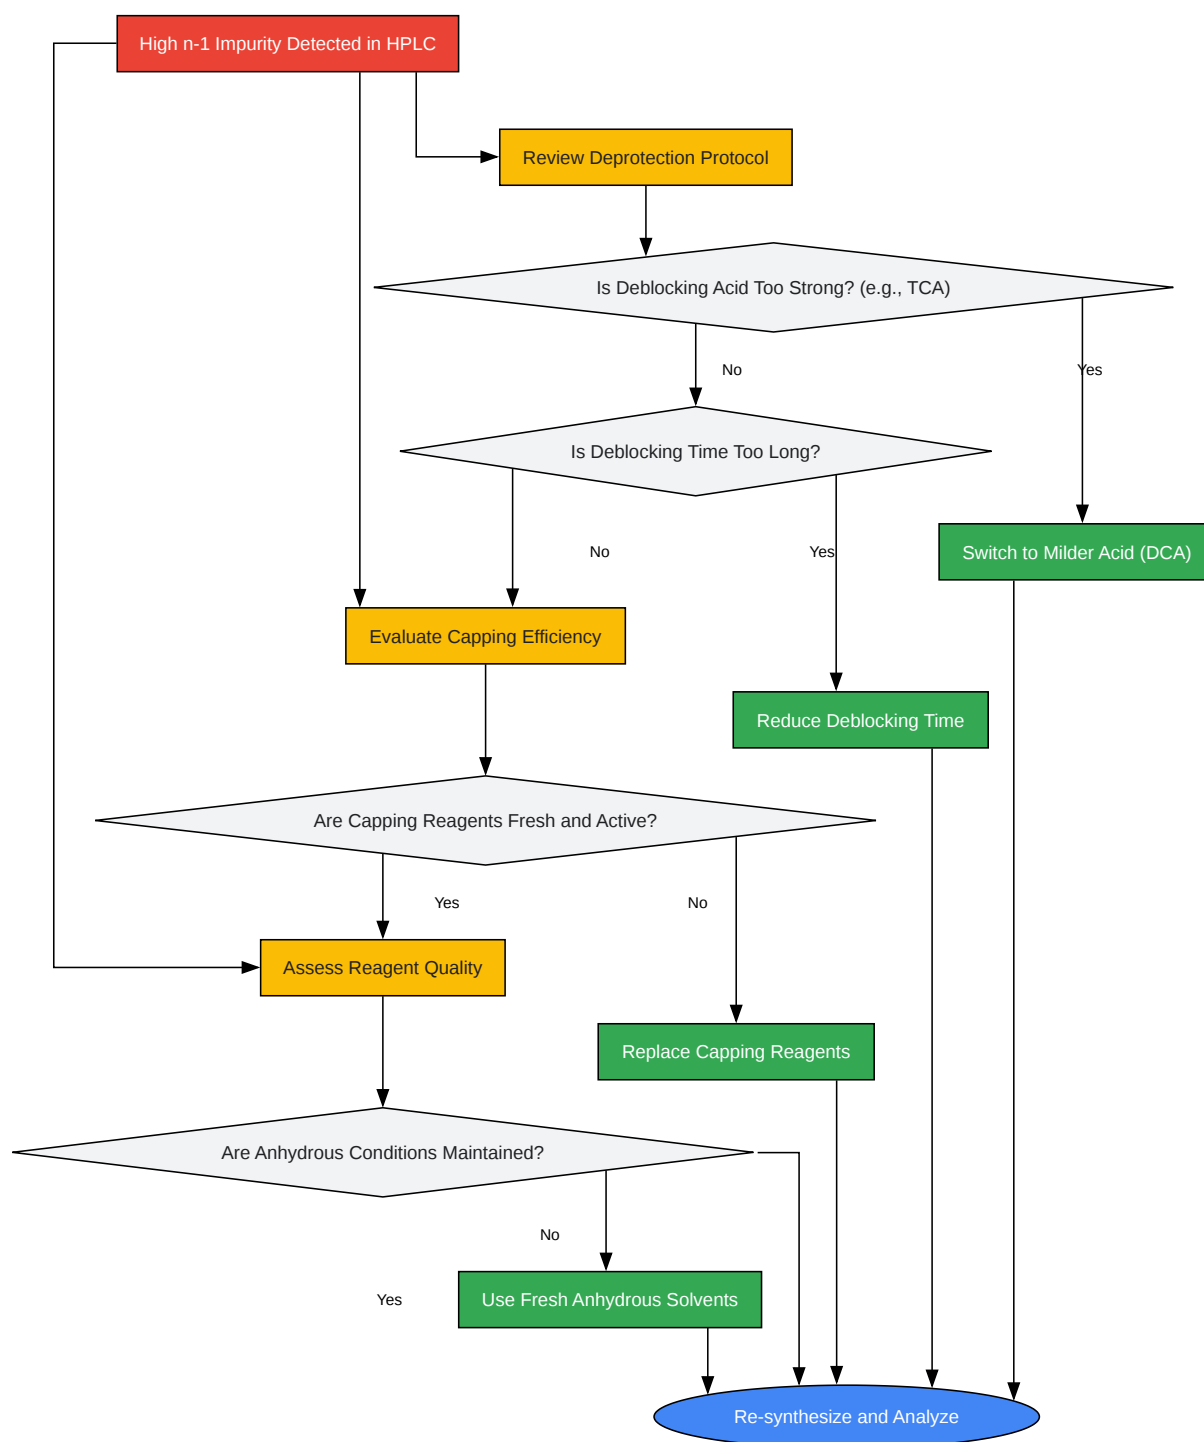 High n-1 Impurity Detected in HPLC
Review Deprotection Protocol
Is Deblocking Acid Too Strong? (e.g., TCA)
No
Yes
Is Deblocking Time Too Long?
No
Yes
Switch to Milder Acid (DCA)
Evaluate Capping Efficiency
Reduce Deblocking Time
Are Capping Reagents Fresh and Active?
Yes
No
Assess Reagent Quality
Replace Capping Reagents
Are Anhydrous Conditions Maintained?
No
Yes
Use Fresh Anhydrous Solvents
Re-synthesize and Analyze